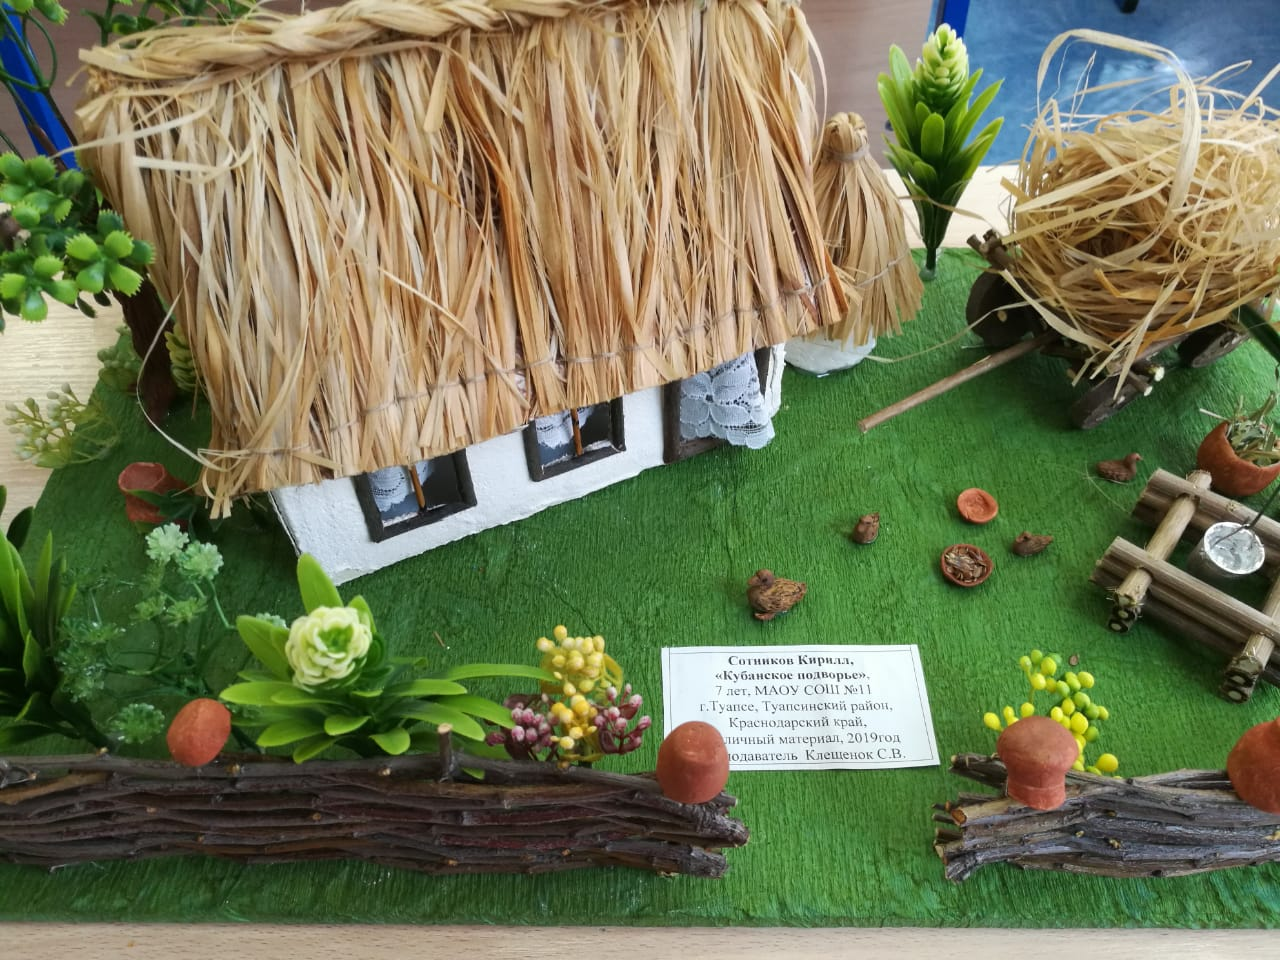 Сотников Кирилл,
«Кубанское подворье»,
7 лет, МАОУ СОШ №11
г.Туапсе, Туапсинский район,
Краснодарский край,
материал, 2019год
Клещенок С.В.